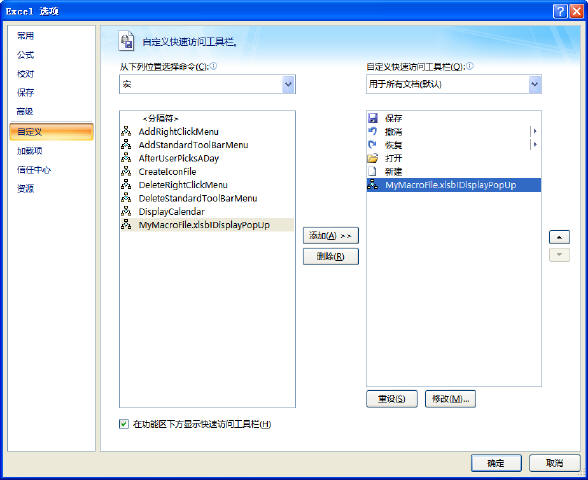 Excel 选项
常用
公式
校对
保存
高级
自定义
加载项
信任中心
资源
自定义快速访问工具栏。
从下列位置选择命令(C):
宏
<分隔符>
AddRightClickMenu
AddStandardToolBarMenu
AfterUserPicksADay
CreateIconFile
DeleteRightClickMenu
DeleteStandardToolBarMenu
DisplayCalendar
MyMacroFile.xlsb!DisplayPopUp
添加(A) >>
删除(R)
自定义快速访问工具栏(Q):
用于所有文档(默认)
保存
撤消
恢复
打开
新建
MyMacroFile.xlsb!DisplayPopUp
重设(S)
修改(M)...
在功能区下方显示快速访问工具栏(H)
确定
取消